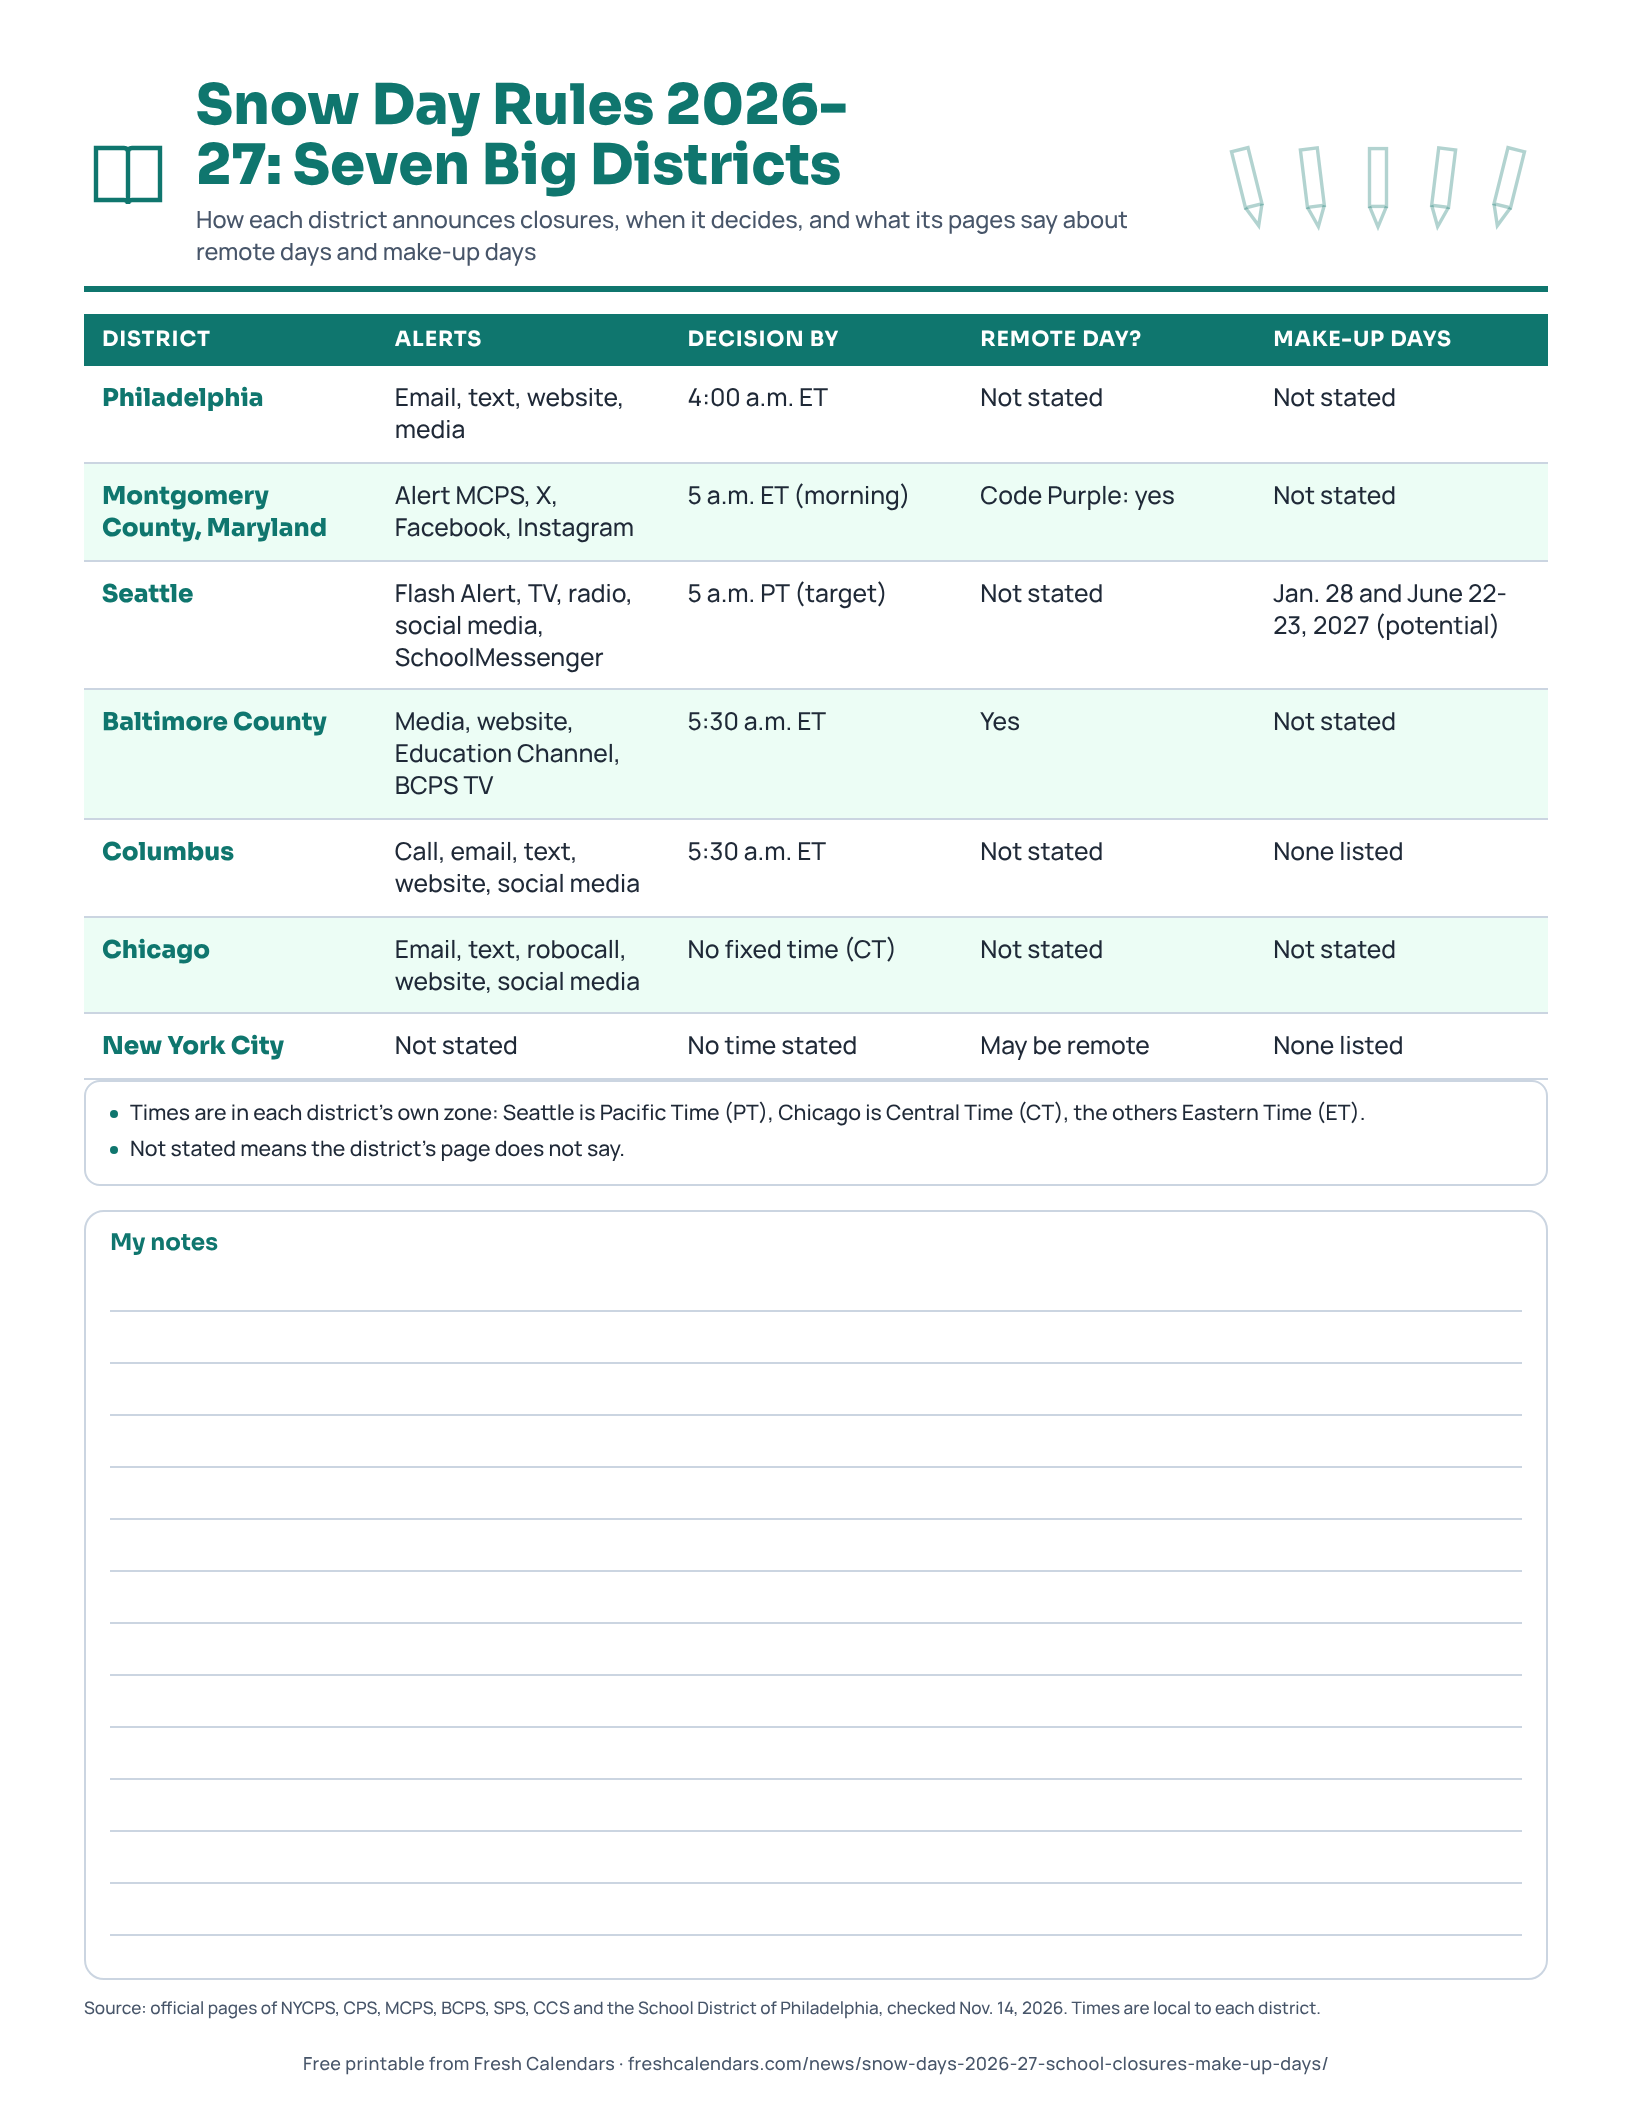 Snow Day Rules 2026–
27: Seven Big Districts
How each district announces closures, when it decides, and what its pages say about
remote days and make-up days
DISTRICT ALERTS DECISION BY REMOTE DAY? MAKE-UP DAYS
Philadelphia Email, text, website, 4:00 a.m. ET Not stated Not stated
media
Montgomery Alert MCPS, X, 5 a.m. ET (morning) Code Purple: yes Not stated
County, Maryland Facebook, Instagram
Seattle Flash Alert, TV, radio, 5 a.m. PT (target) Not stated Jan. 28 and June 22-
social media, 23, 2027 (potential)
SchoolMessenger
Baltimore County Media, website, 5:30 a.m. ET Yes Not stated
Education Channel,
BCPS TV
Columbus Call, email, text, 5:30 a.m. ET Not stated None listed
website, social media
Chicago Email, text, robocall, No fixed time (CT) Not stated Not stated
website, social media
New York City Not stated No time stated May be remote None listed
• Times are in each district's own zone: Seattle is Pacific Time (PT), Chicago is Central Time (CT), the others Eastern Time (ET).
• Not stated means the district's page does not say.
My notes
Source: official pages of NYCPS, CPS, MCPS, BCPS, SPS, CCS and the School District of Philadelphia, checked Nov. 14, 2026. Times are local to each district.
Free printable from Fresh Calendars · freshcalendars.com/news/snow-days-2026-27-school-closures-make-up-days/